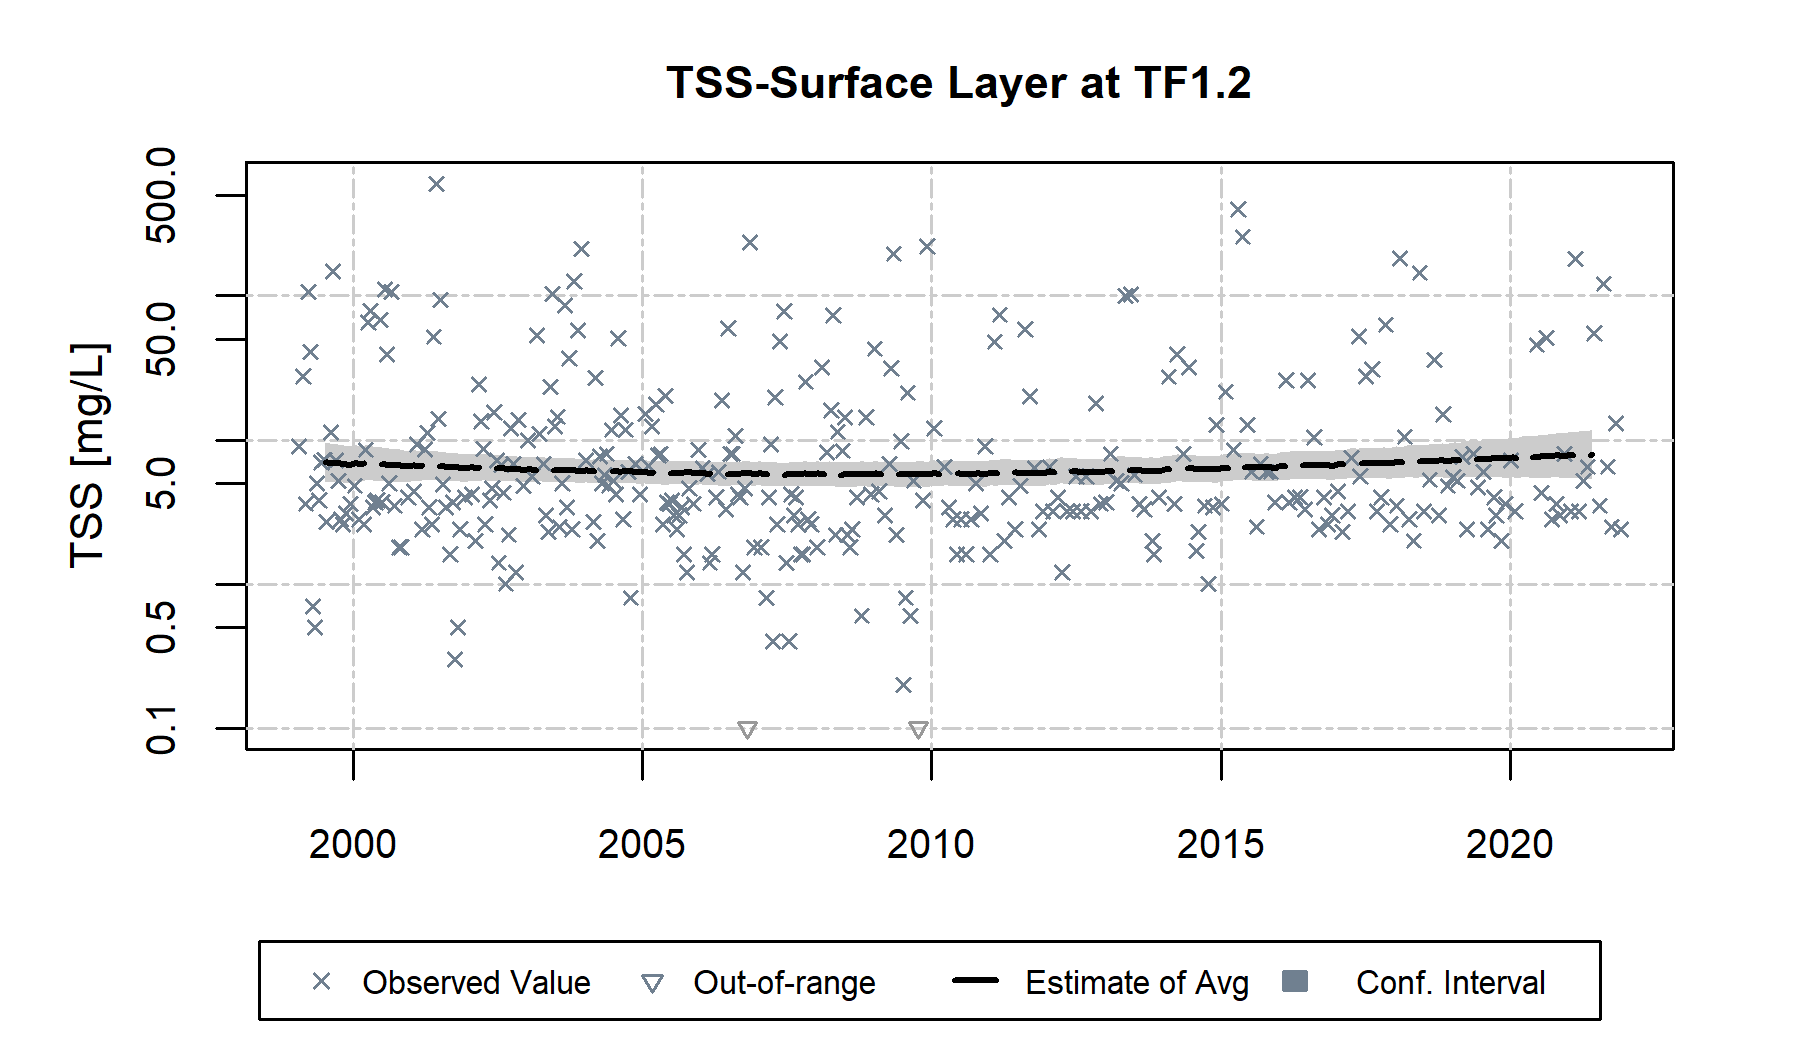 TSS-Surface Layer at TF1.2
TSS [mg/L]
500.0
50.0
5.0
0.5
0.1
2000 2005 2010 2015 2020
Observed Value Out-of-range Estimate of Avg Conf. Interval